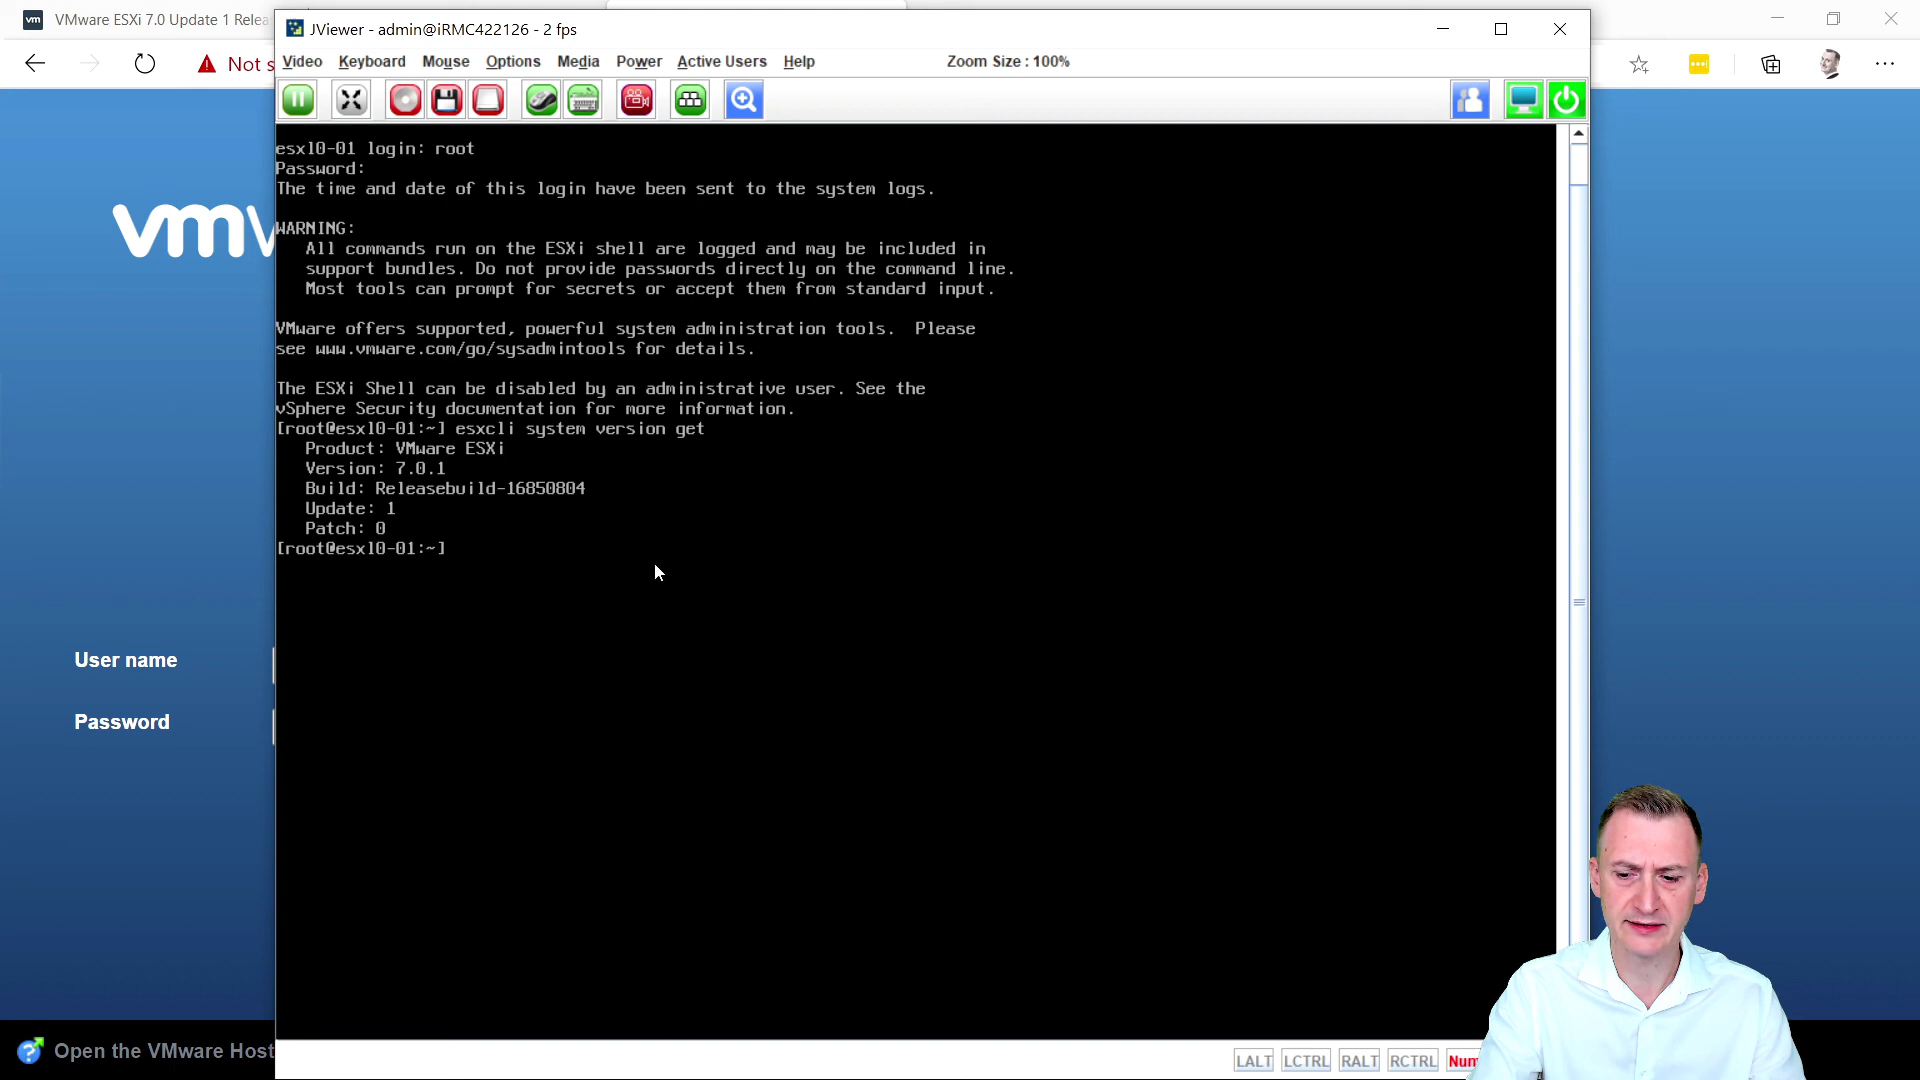 vm VMware ESXi 7.0 Update 1 Relea
JViewer - admin@iRMC422126 - 2 fps
Not s
Video Keyboard Mouse Options Media Power Active Users Help Zoom Size : 100%
esxl0-01 login: root
Password:
The time and date of this login have been sent to the system logs.
WARNING:
All commands run on the ESXi shell are logged and may be included in
support bundles. Do not provide passwords directly on the command line.
Most tools can prompt for secrets or accept them from standard input.
VMware offers supported, powerful system administration tools. Please
see www.vmware.com/go/sysadmintools for details.
The ESXi Shell can be disabled by an administrative user. See the
vSphere Security documentation for more information.
[root@esxl0-01:~] esxcli system version get
Product: VMware ESXi
Version: 7.0.1
Build: Releasebuild-16850804
Update: 1
Patch: 0
[root@esxl0-01:~]
vmw
User name
Password
Open the VMware Host
LALT LCTRL RALT RCTRL Num